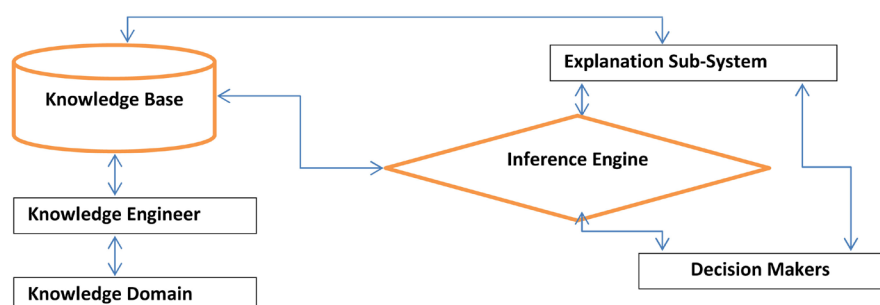 Explanation Sub-System
Knowledge Base
Inference Engine
Knowledge Engineer
Decision Makers
Knowledge Domain